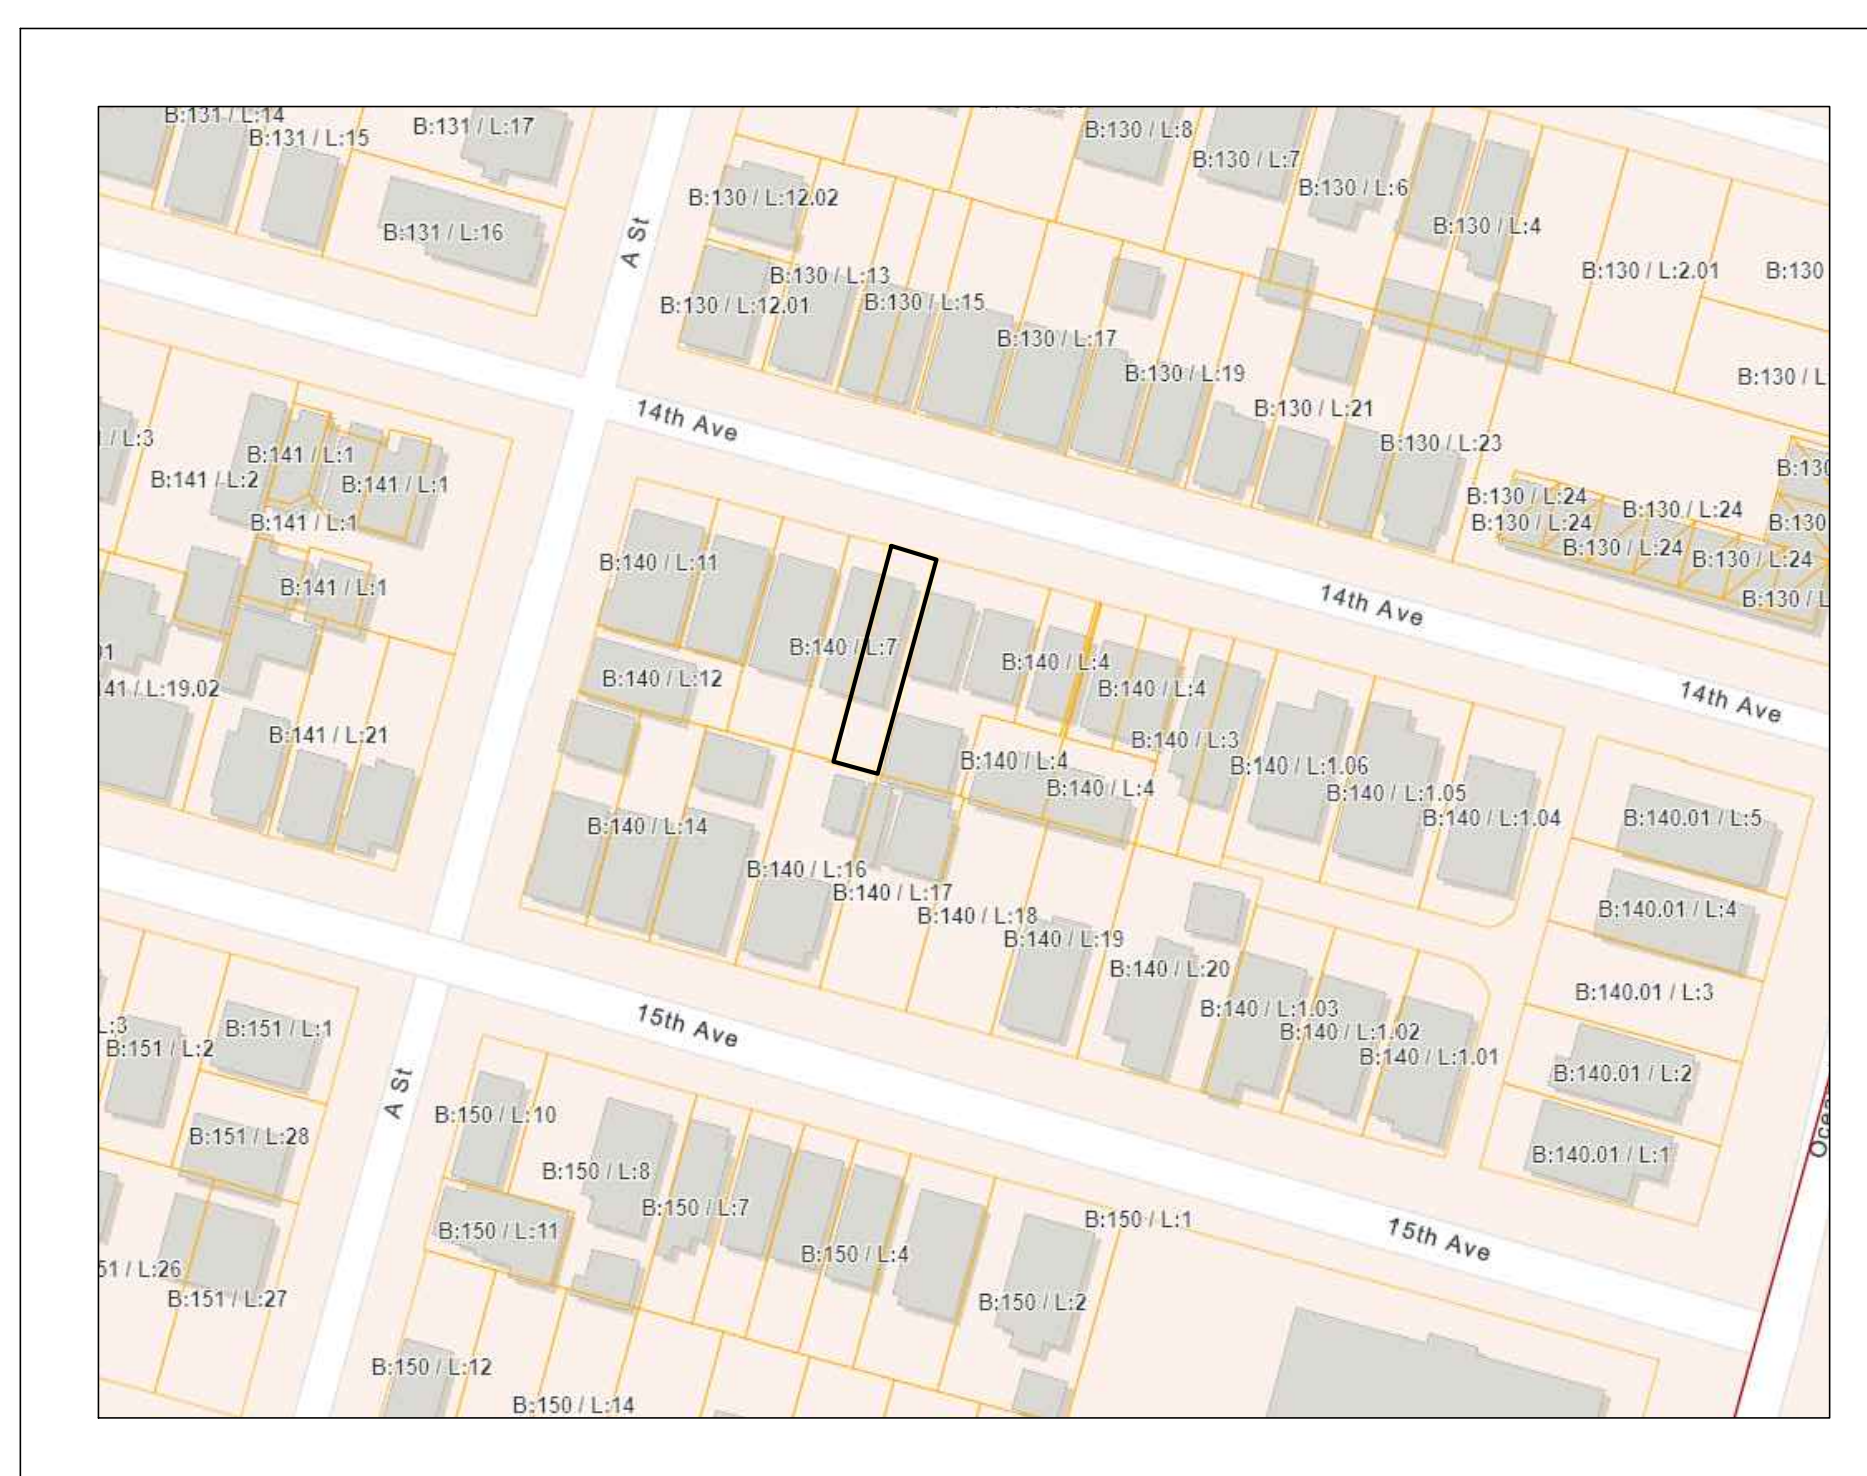 B:131 / L:14
B:131 / L:15
B:131 / L:17
B:131 / L:16
A St
B:130 / L:8
B:130 / L:7
B:130 / L:6
B:130 / L:4
B:130 / L:2.01
B:130
B:130 / L:12.02
B:130 / L:13
B:130 / L:12.01
B:130 / L:15
B:130 / L:17
B:130 / L:19
B:130 / L:21
B:130 / L:23
B:130 / L
14th Ave
/ L:3
B:141 / L:1
B:141 / L:2
B:141 / L:1
B:141 / L:1
B:141 / L:1
B:130
B:130 / L:24
B:130 / L:24
B:130 / L:24
B:130
B:130 / L:24
B:130 / L:24
B:130 / L
14th Ave
B:140 / L:11
B:140 / L:7
B:140 / L:12
B:140 / L:4
B:140 / L:4
14th Ave
41 / L:19.02
B:141 / L:21
B:140 / L:3
B:140 / L:4
B:140 / L:4
B:140 / L:1.06
B:140 / L:1.05
B:140 / L:1.04
B:140.01 / L:5
B:140 / L:14
B:140 / L:16
B:140 / L:17
B:140 / L:18
B:140 / L:19
B:140 / L:20
B:140.01 / L:4
B:140.01 / L:3
B:140 / L:1.03
B:140 / L:1.02
B:140 / L:1.01
B:140.01 / L:2
B:140.01 / L:1
Ocea
15th Ave
L:3
B:151 / L:1
B:151 / L:2
A St
B:151 / L:28
B:150 / L:10
B:150 / L:8
B:150 / L:7
B:150 / L:11
B:150 / L:4
B:150 / L:1
15th Ave
51 / L:26
B:151 / L:27
B:150 / L:2
B:150 / L:12
B:150 / L:14